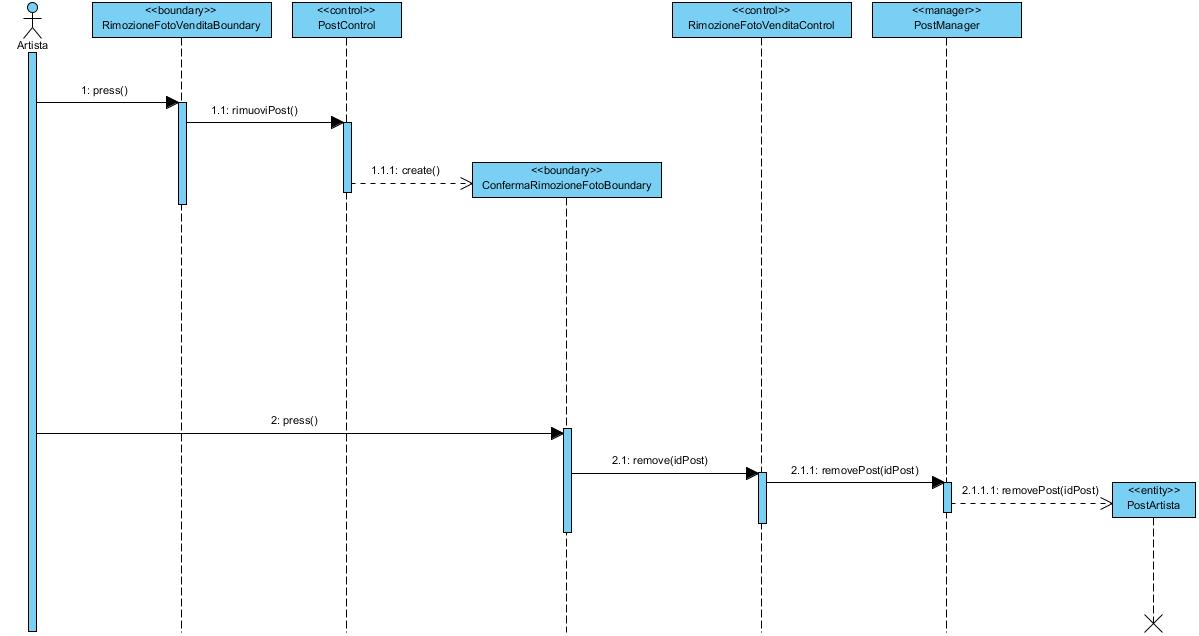 <<boundary>>
RimozioneFotoVenditaBoundary
<<control>>
PostControl
<<control>>
RimozioneFotoVenditaControl
<<manager>>
PostManager
Artista
1: press()
1.1: rimuoviPost()
1.1.1: create()
<<boundary>>
ConfermaRimozioneFotoBoundary
2: press()
2.1: remove(idPost)
2.1.1: removePost(idPost)
2.1.1.1: removePost(idPost)
<<entity>>
PostArtista